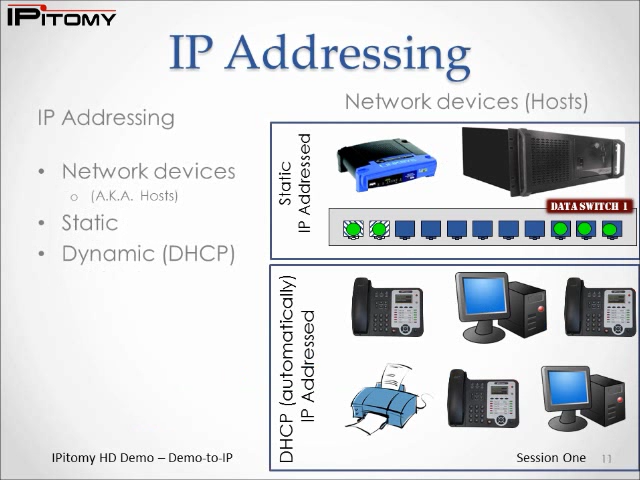 IPitomy
IP Addressing
IP Addressing
• Network devices
o (A.K.A. Hosts)
• Static
• Dynamic (DHCP)
Network devices (Hosts)
Static
IP Addressed
DATA SWITCH 1
DHCP (automatically)
IP Addressed
IPitomy HD Demo – Demo-to-IP
Session One
11